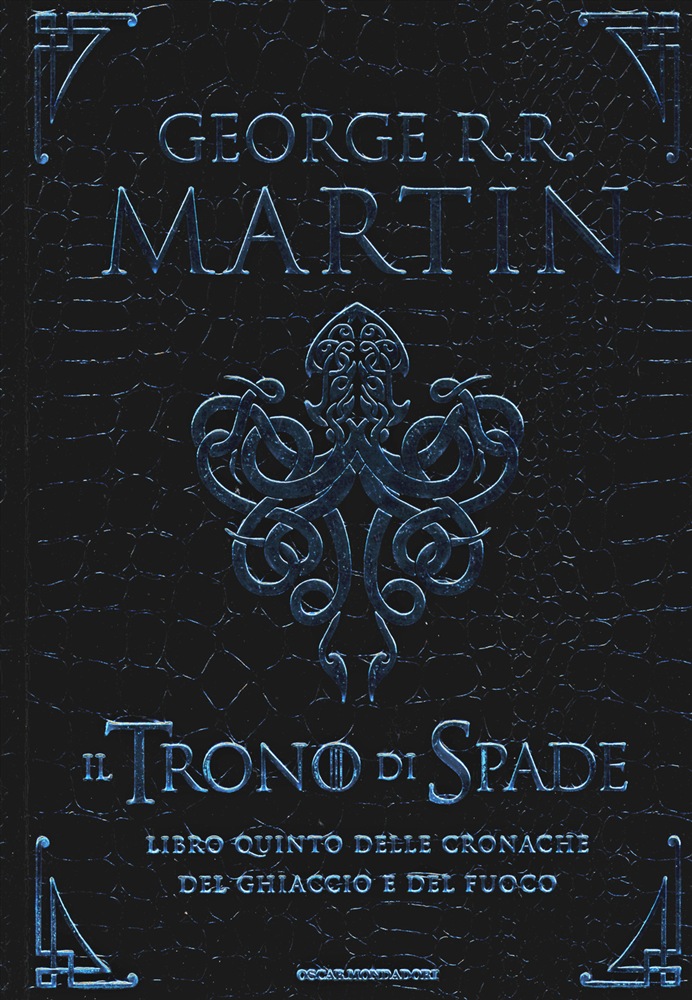 GEORGE R.R.
MARTIN
IL TRONO DI SPADE
LIBRO QUINTO DELLE CRONACHE
DEL GHIACCIO E DEL FUOCO
OSCAR MONDADORI